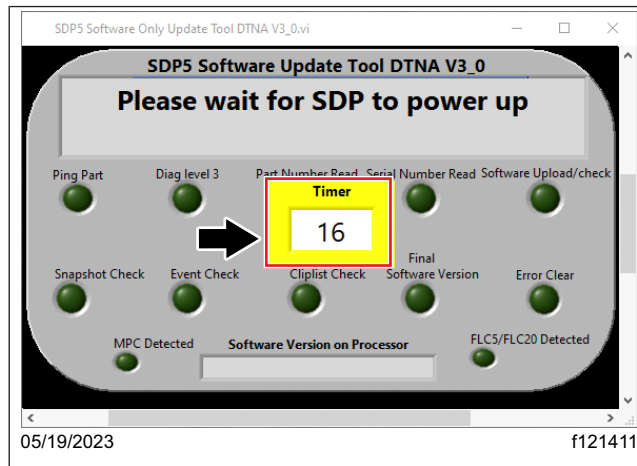 SDP5 Software Only Update Tool DTNA V3_0.vi
SDP5 Software Update Tool DTNA V3_0
Please wait for SDP to power up
Ping Part
Diag level 3
Part Number Read
Serial Number Read
Software Upload/check
Timer
16
Snapshot Check
Event Check
Cliplist Check
Final
Software Version
Error Clear
MPC Detected
Software Version on Processor
FLC5/FLC20 Detected
05/19/2023
f121411